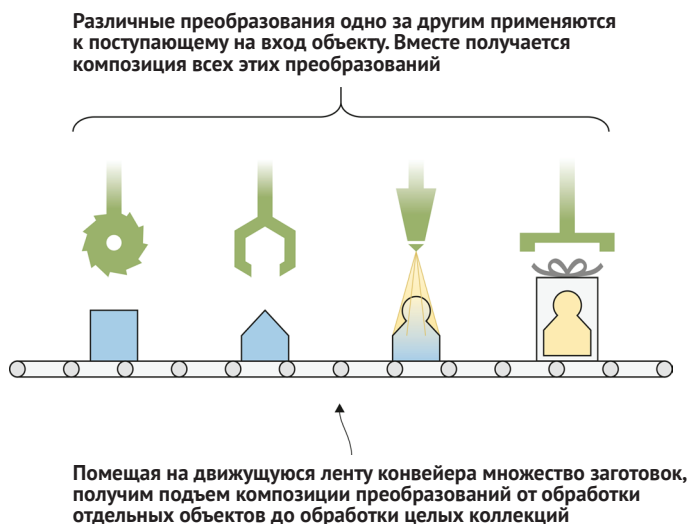 Различные преобразования одно за другим применяются
к поступающему на вход объекту. Вместе получается
композиция всех этих преобразований
Помещая на движущуюся ленту конвейера множество заготовок,
получим подъем композиции преобразований от обработки
отдельных объектов до обработки целых коллекций